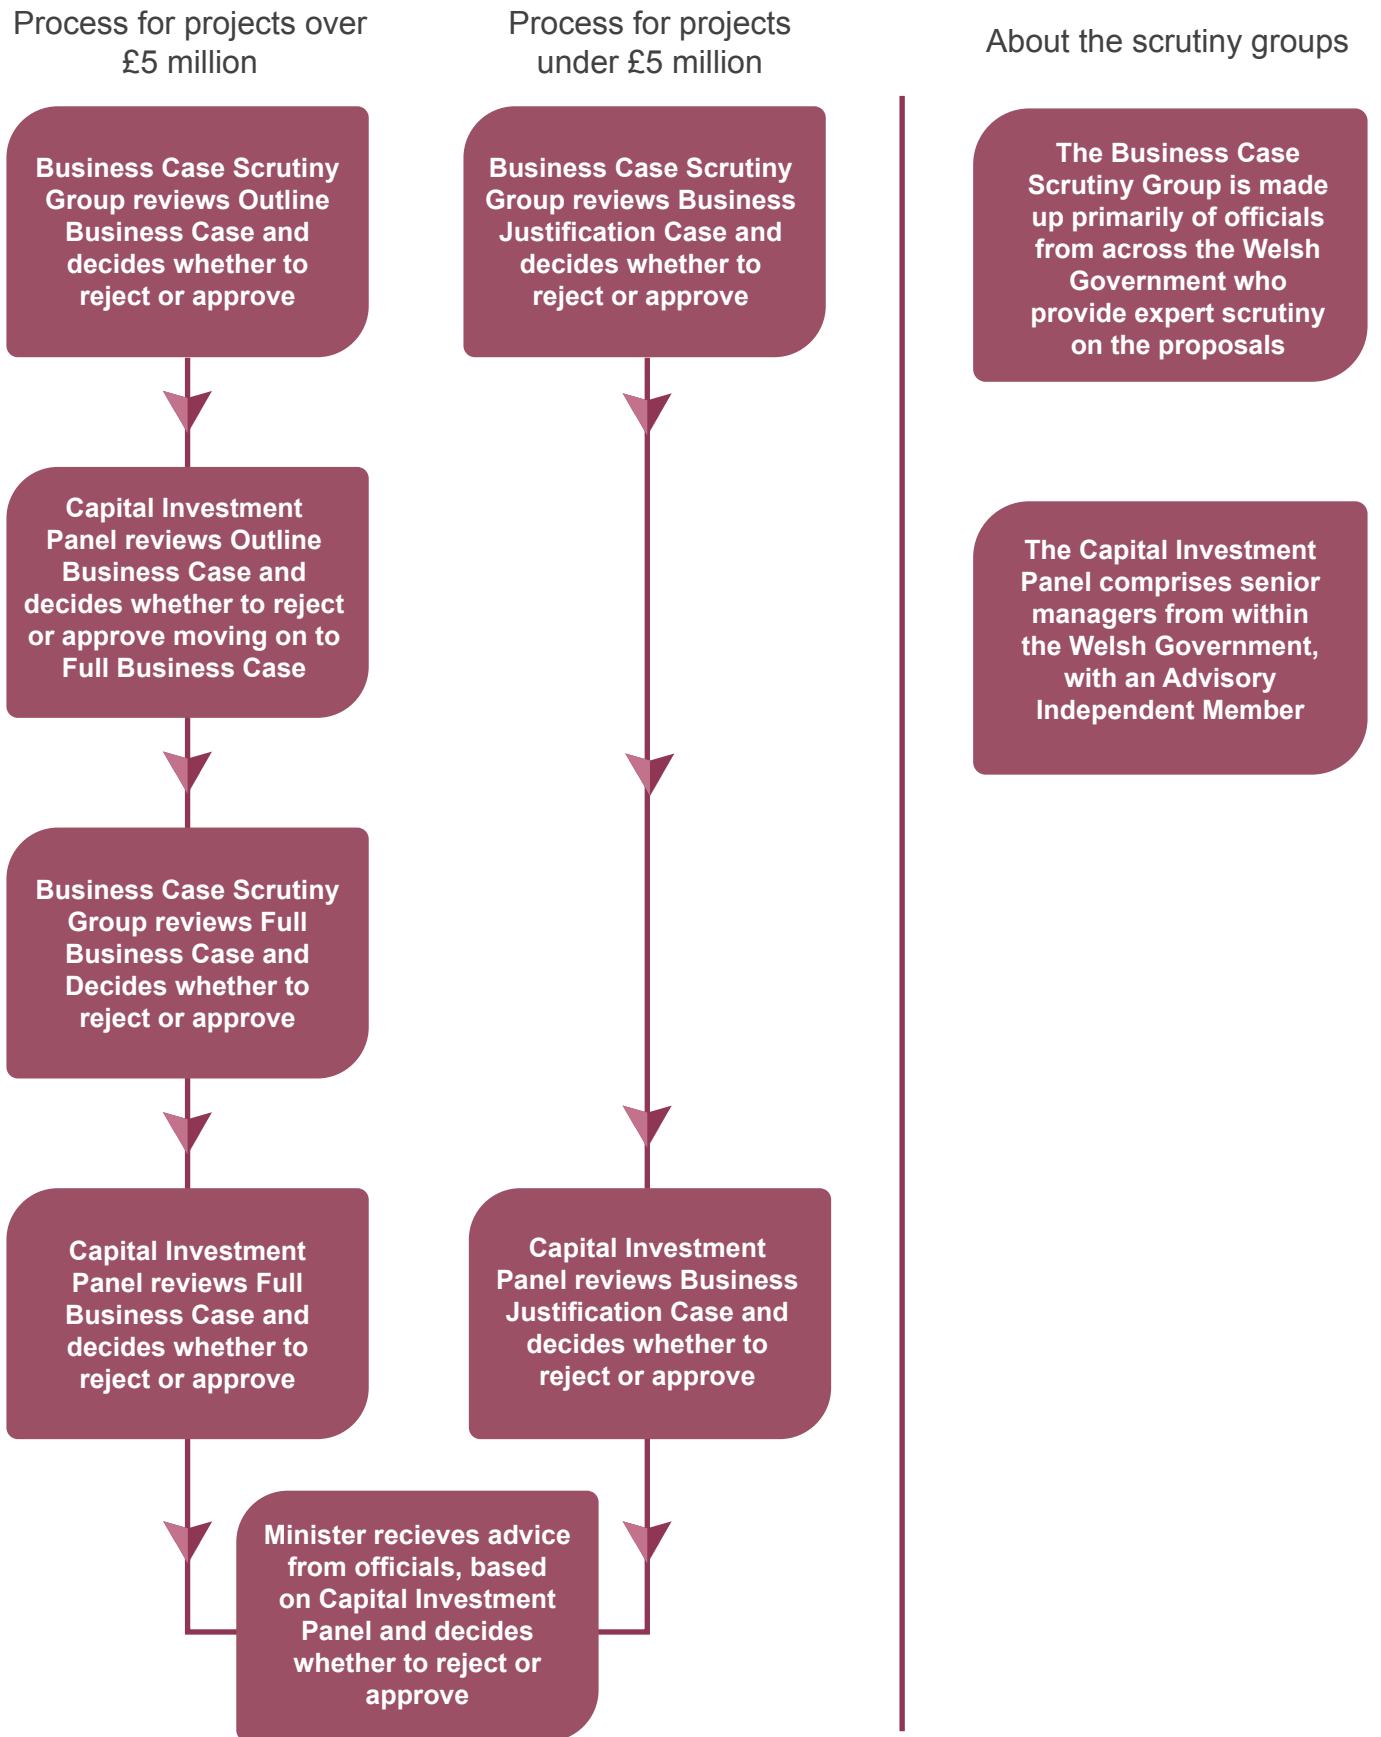 Process for projects over
£5 million
Business Case Scrutiny
Group reviews Outline
Business Case and
decides whether to
reject or approve
Capital Investment
Panel reviews Outline
Business Case and
decides whether to reject
or approve moving on to
Full Business Case
Business Case Scrutiny
Group reviews Full
Business Case and
Decides whether to
reject or approve
Capital Investment
Panel reviews Full
Business Case and
decides whether to
reject or approve
Process for projects
under £5 million
Business Case Scrutiny
Group reviews Business
Justification Case and
decides whether to
reject or approve
Capital Investment
Panel reviews Business
Justification Case and
decides whether to
reject or approve
Minister recieves advice
from officials, based
on Capital Investment
Panel and decides
whether to reject or
approve
About the scrutiny groups
The Business Case
Scrutiny Group is made
up primarily of officials
from across the Welsh
Government who
provide expert scrutiny
on the proposals
The Capital Investment
Panel comprises senior
managers from within
the Welsh Government,
with an Advisory
Independent Member